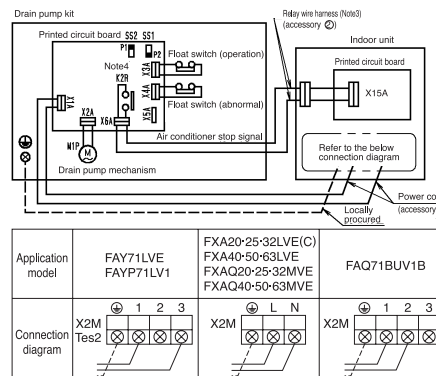 Drain pump kit
Relay wire harness (Note3)
(accessory ②)
Printed circuit board SS2 SS1
P1 P2
Indoor unit
Float switch (operation)
Printed circuit board
Note4
K2R
X3A
X4A
X15A
Float switch (abnormal)
X1A
X2A
X6A
X5A
Air conditioner stop signal
M1P
M
Refer to the below
connection diagram
Drain pump mechanism
Locally
procured
Power co
(accessory
Application
model
FAY71LVE
FAYP71LV1
FXA20·25·32LVE(C)
FXA40·50·63LVE
FXAQ20·25·32MVE
FXAQ40·50·63MVE
FAQ71BUV1B
Connection
diagram
X2M
Tes2
1 2 3
X2M
L N
X2M
1 2 3